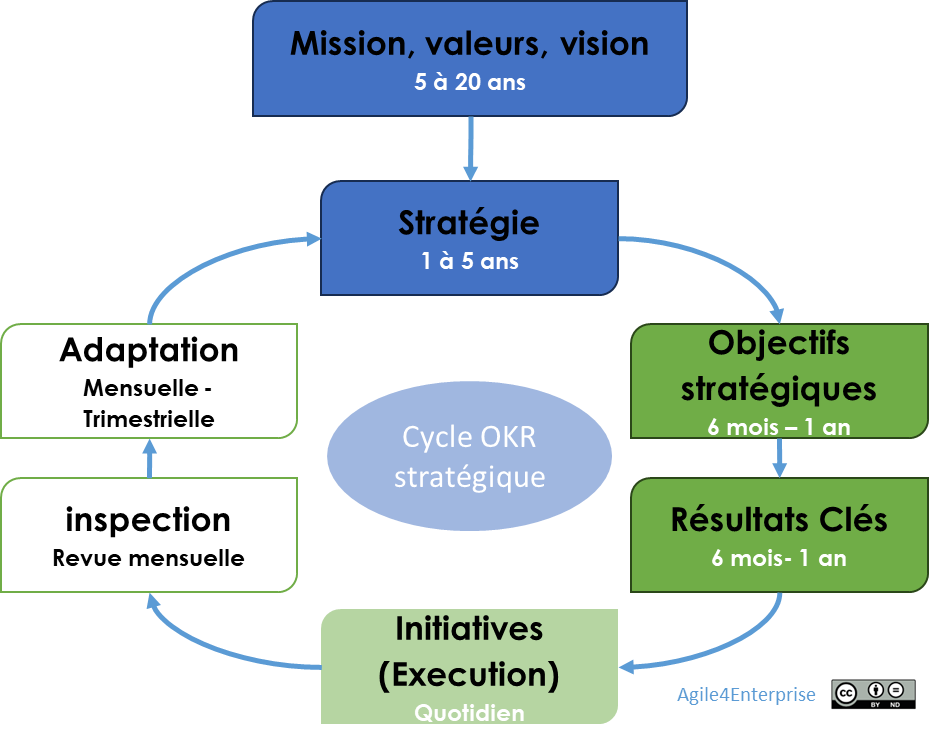 Mission, valeurs, vision
5 à 20 ans
Stratégie
1 à 5 ans
Adaptation
Mensuelle -
Trimestrielle
Objectifs
stratégiques
6 mois – 1 an
Cycle OKR
stratégique
inspection
Revue mensuelle
Résultats Clés
6 mois- 1 an
Initiatives
(Execution)
Quotidien
Agile4Enterprise
cc
BY ND